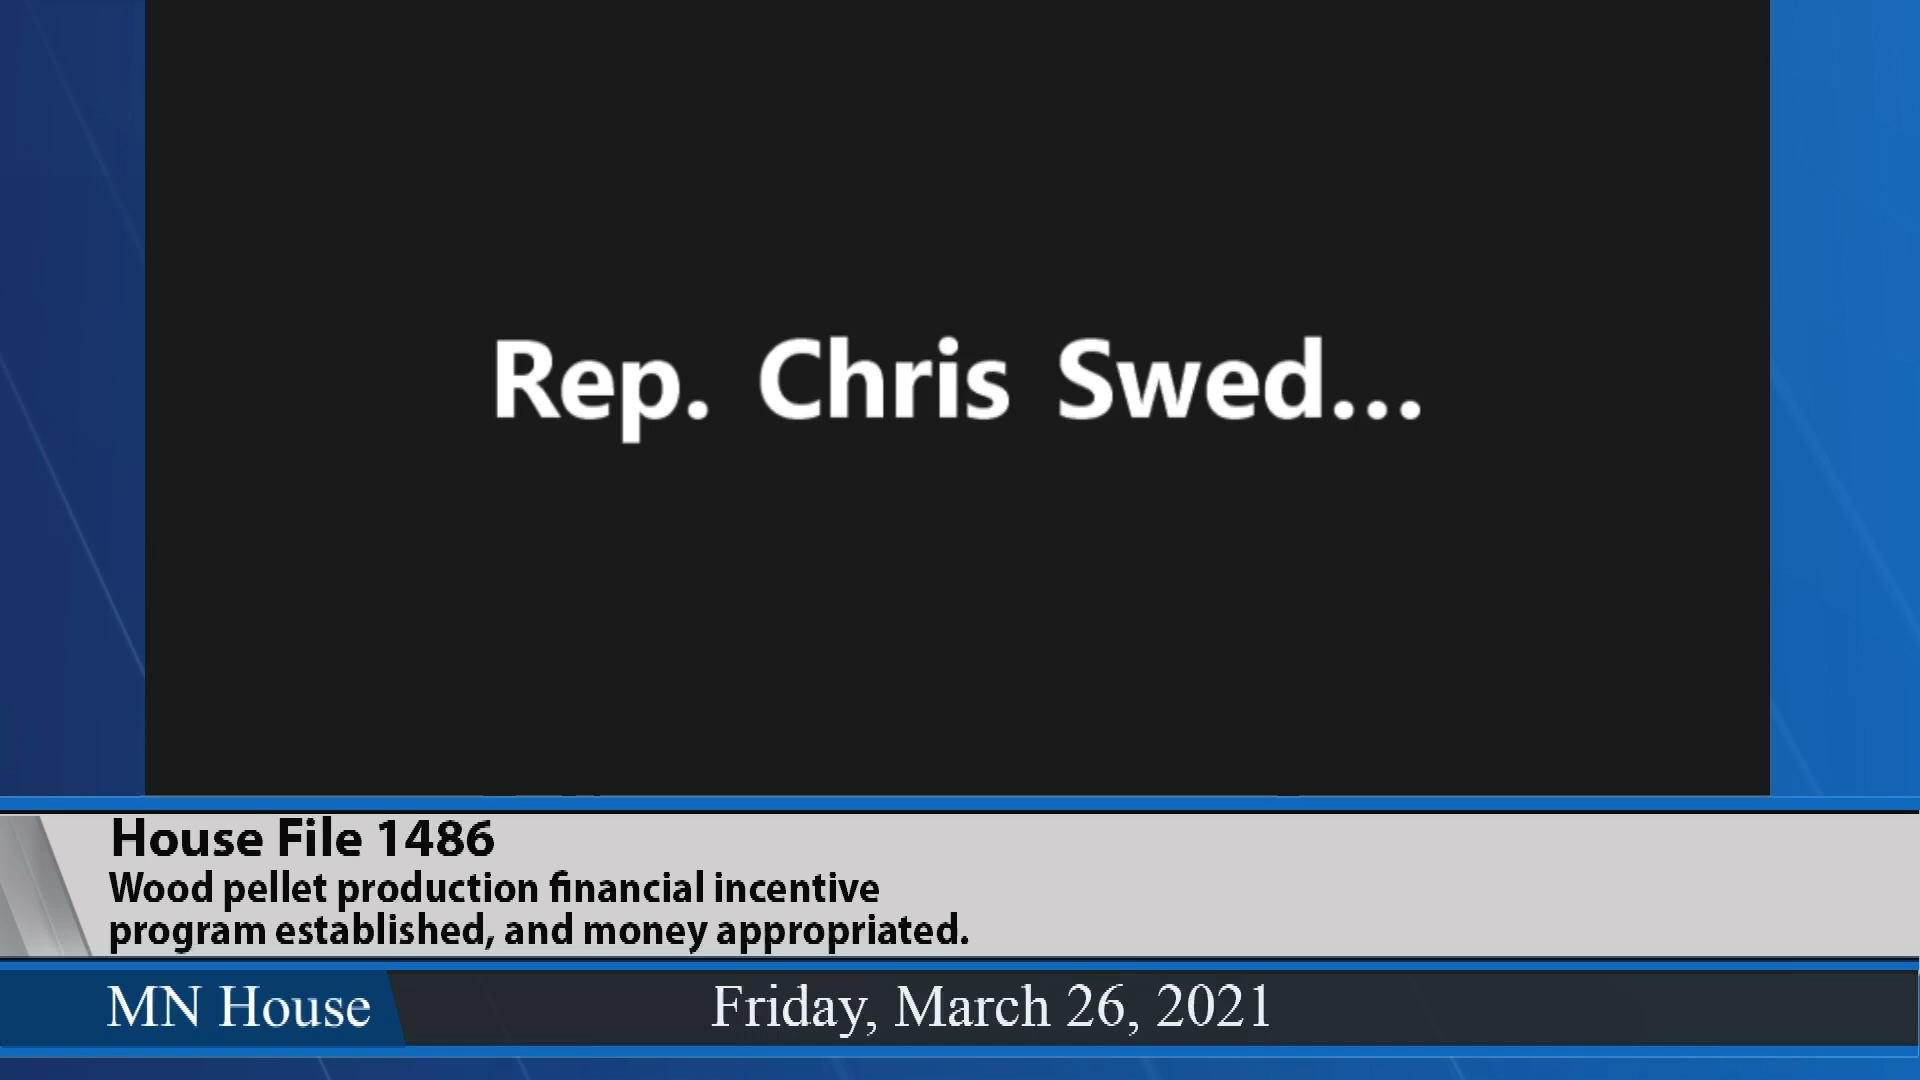 Rep. Chris Swed...
House File 1486
Wood pellet production financial incentive
program established, and money appropriated.
MN House
Friday, March 26, 2021